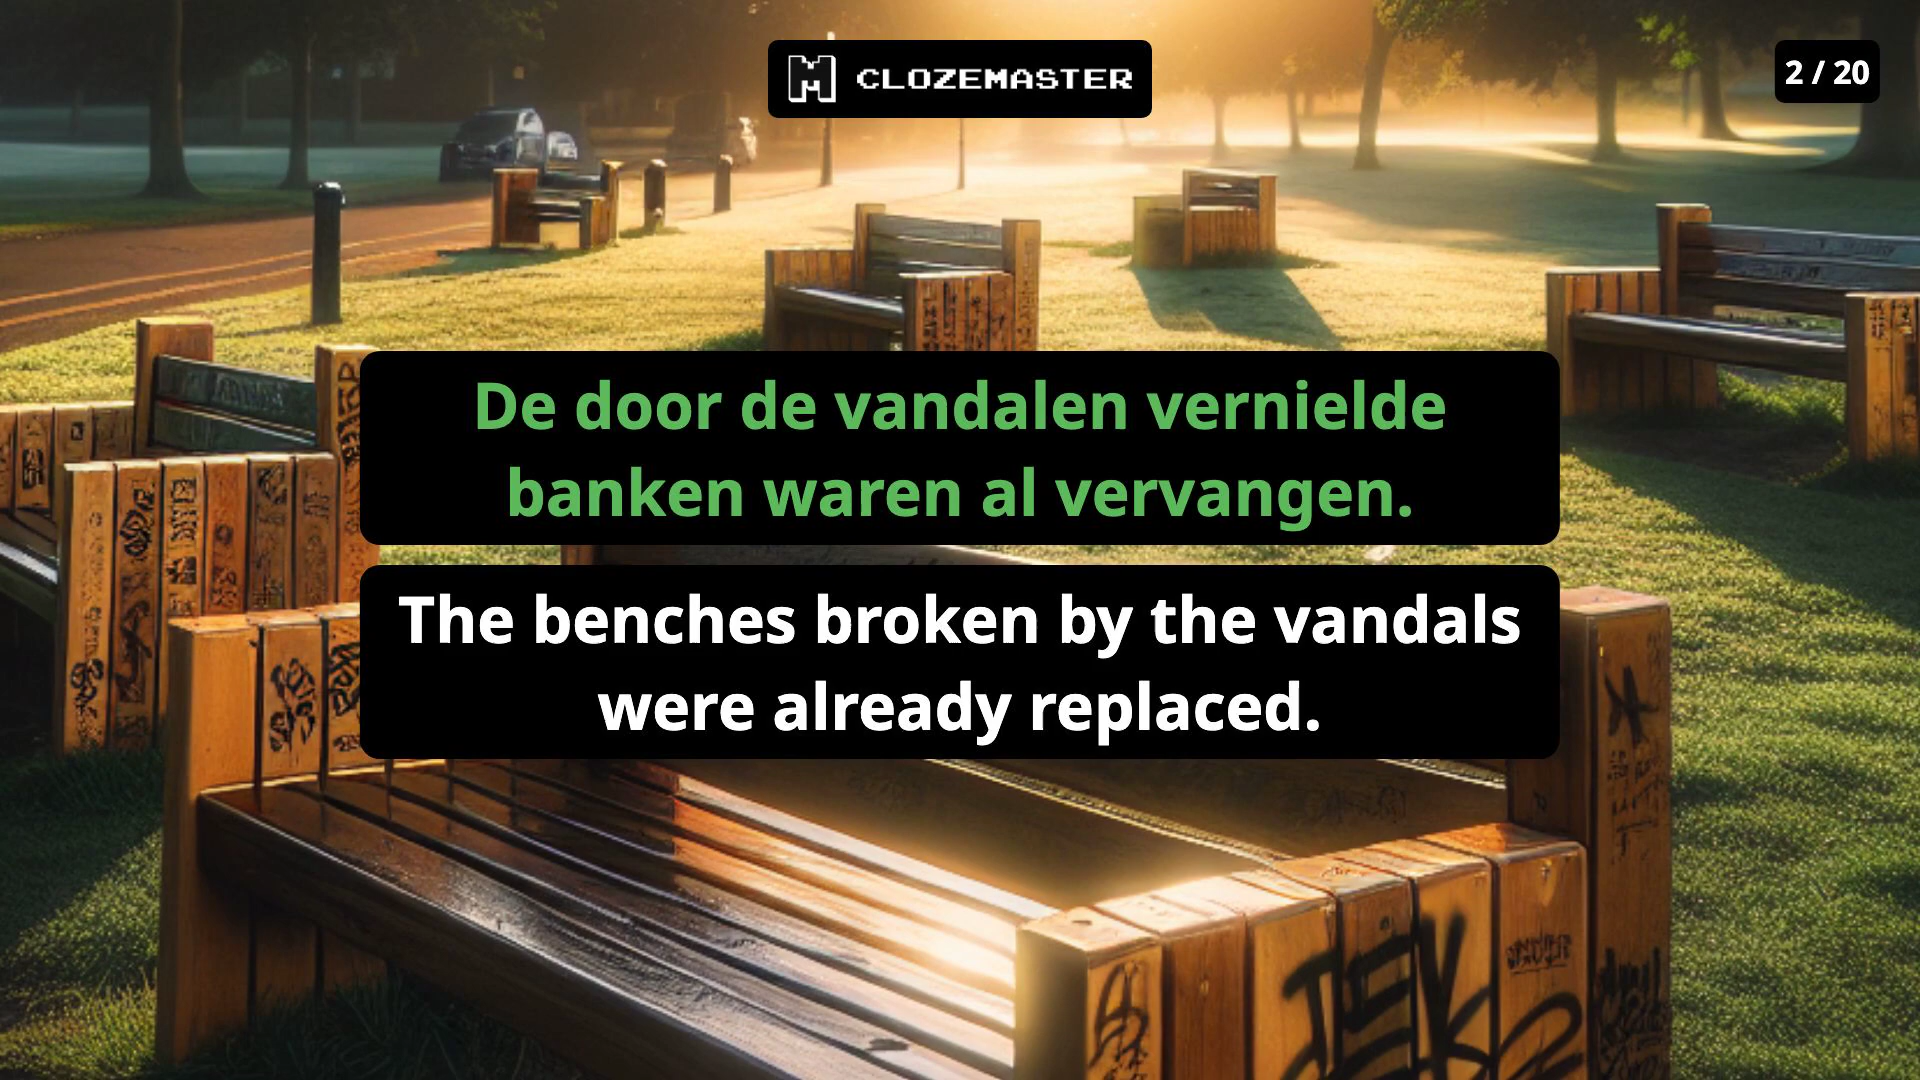 CLOZEMASTER
2 / 20
De door de vandalen vernielde
banken waren al vervangen.
The benches broken by the vandals
were already replaced.